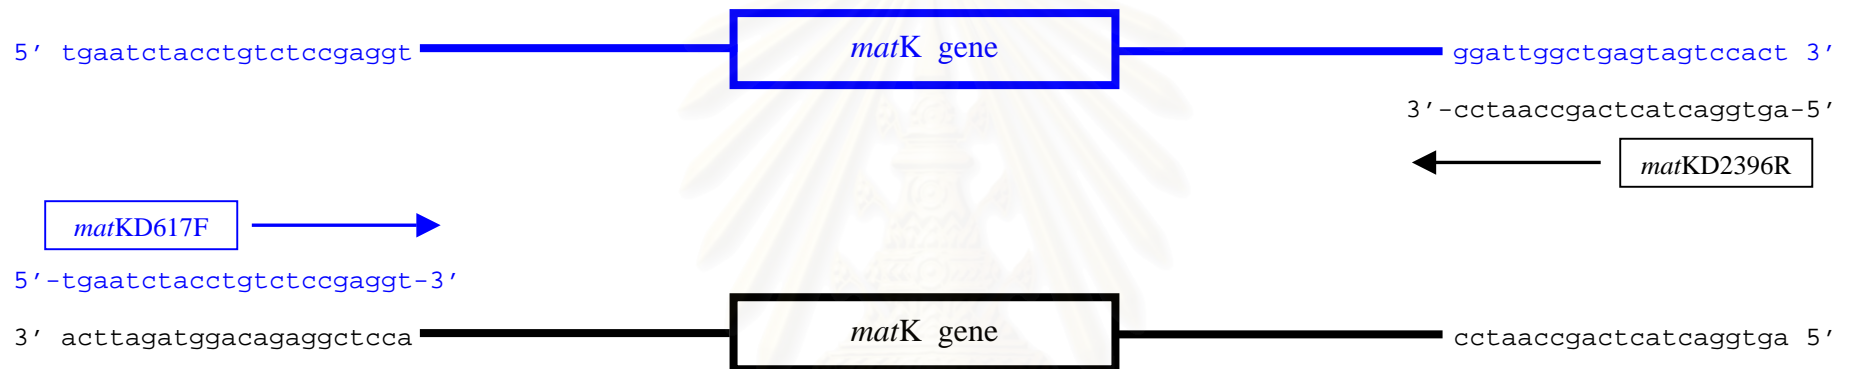 5’ tgaatctacctgtctccgaggt matK gene ggattggctgagtagtccact 3’
3’-cctaaccgactcatcaggtga-5’
matKD2396R
matKD617F
5’-tgaatctacctgtctccgaggt-3’
3’ acttagatggacagaggctcca matK gene cctaaccgactcatcaggtga 5’